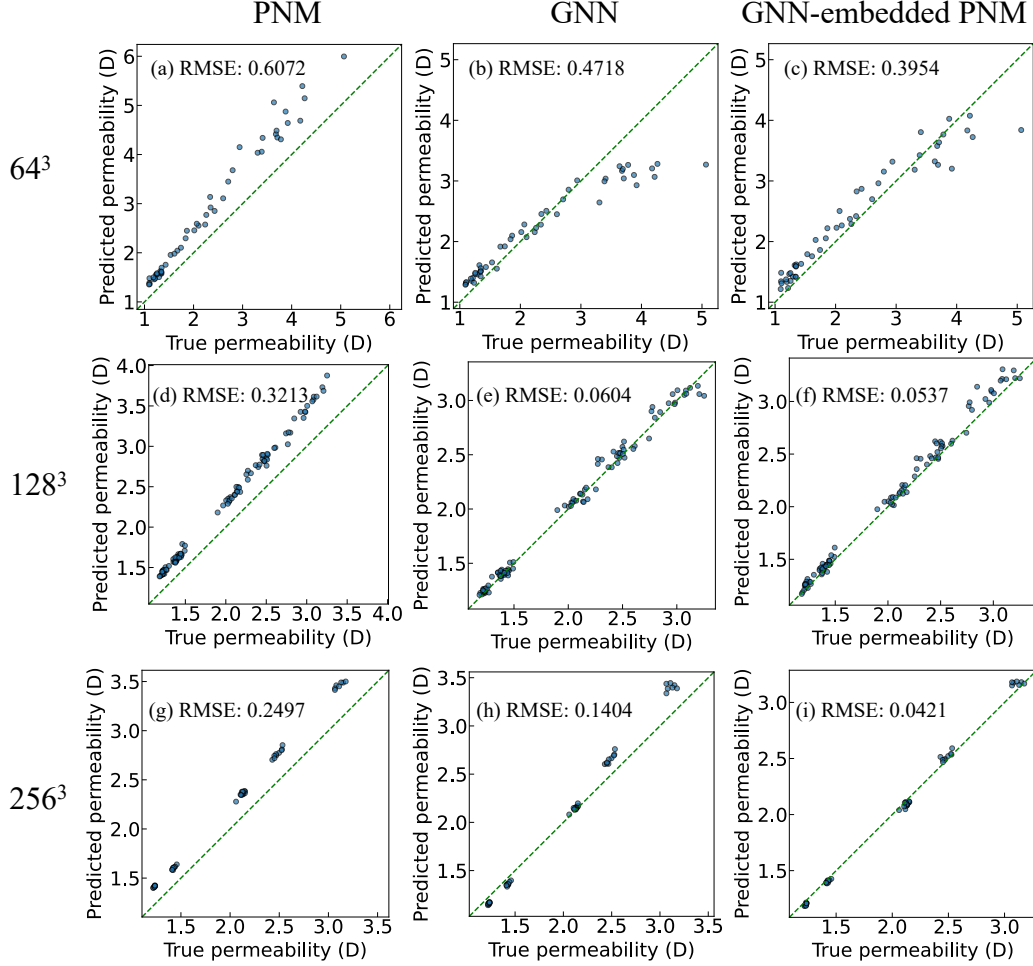 PNM GNN GNN-embedded PNM
64³
Predicted permeability (D)
6
5
4
3
2
1
(a) RMSE: 0.6072
1 2 3 4 5 6
True permeability (D)
Predicted permeability (D)
5
4
3
2
1
(b) RMSE: 0.4718
1 2 3 4 5
True permeability (D)
Predicted permeability (D)
5
4
3
2
1
(c) RMSE: 0.3954
1 2 3 4 5
True permeability (D)
128³
Predicted permeability (D)
4.0
3.5
3.0
2.5
2.0
1.5
(d) RMSE: 0.3213
1.5 2.0 2.5 3.0 3.5 4.0
True permeability (D)
Predicted permeability (D)
3.0
2.5
2.0
1.5
(e) RMSE: 0.0604
1.5 2.0 2.5 3.0
True permeability (D)
Predicted permeability (D)
3.0
2.5
2.0
1.5
(f) RMSE: 0.0537
1.5 2.0 2.5 3.0
True permeability (D)
256³
Predicted permeability (D)
3.5
3.0
2.5
2.0
1.5
(g) RMSE: 0.2497
1.5 2.0 2.5 3.0 3.5
True permeability (D)
Predicted permeability (D)
3.5
3.0
2.5
2.0
1.5
(h) RMSE: 0.1404
1.5 2.0 2.5 3.0 3.5
True permeability (D)
Predicted permeability (D)
3.0
2.5
2.0
1.5
(i) RMSE: 0.0421
1.5 2.0 2.5 3.0
True permeability (D)